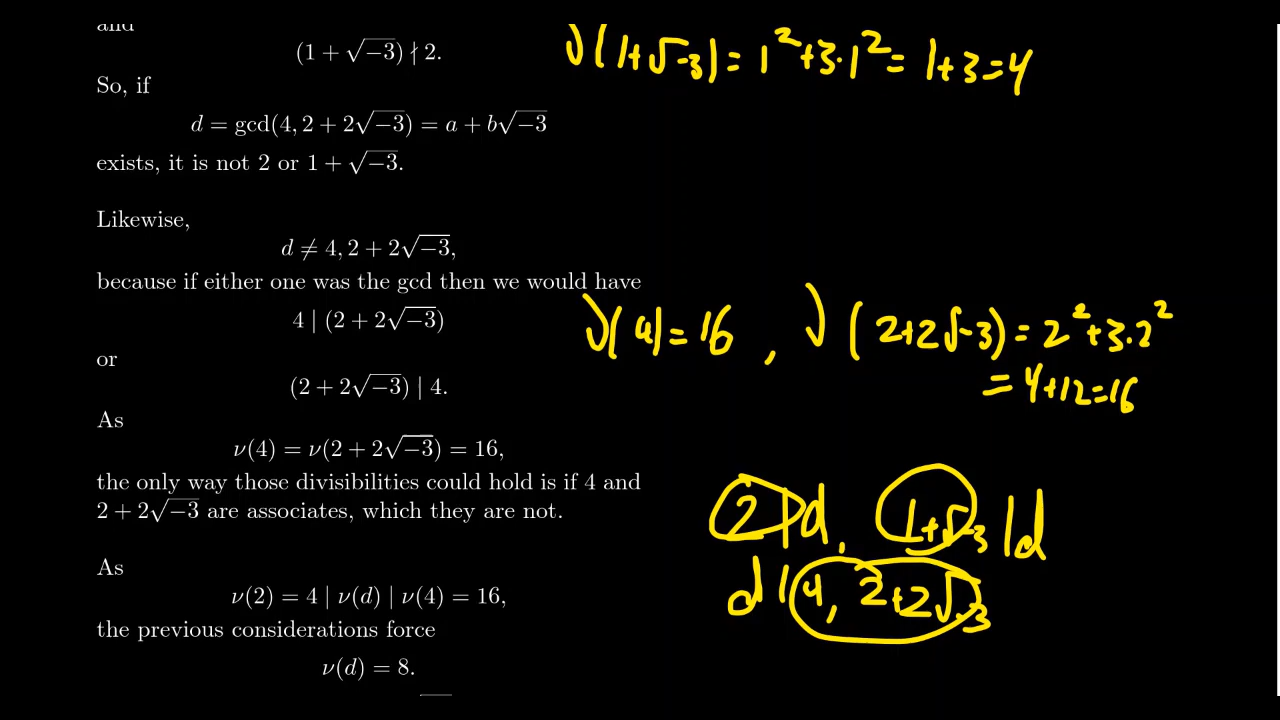 and
(1 + √−3) ∤ 2.
So, if
d = gcd(4, 2 + 2√−3) = a + b√−3
exists, it is not 2 or 1 + √−3.
Likewise,
d ≠ 4, 2 + 2√−3,
because if either one was the gcd then we would have
4 | (2 + 2√−3)
or
(2 + 2√−3) | 4.
As
ν(4) = ν(2 + 2√−3) = 16,
the only way those divisibilities could hold is if 4 and
2 + 2√−3 are associates, which they are not.
As
ν(2) = 4 | ν(d) | ν(4) = 16,
the previous considerations force
ν(d) = 8.
ν(1+√-3) = 1²+3·1² = 1+3=4
ν(4) = 16, ν(2+2√-3) = 2²+3·2²
= 4+12=16
2|d, 1+√-3 | d
d | 4, 2+2√-3